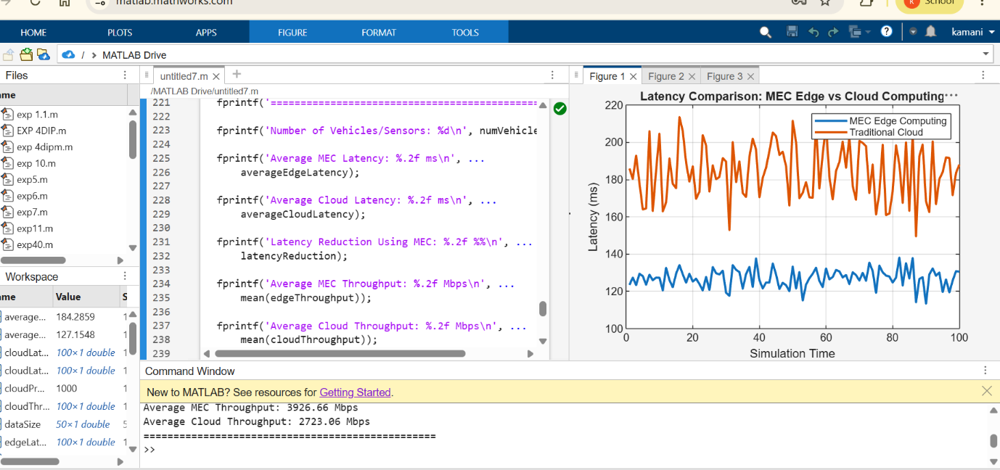 matlab.mathworks.com
School
HOME PLOTS APPS FIGURE FORMAT TOOLS
kamani
/ > MATLAB Drive
Files
ame
exp 1.1.m
EXP 4DIP.m
exp 4dipm.m
exp 10.m
exp5.m
exp6.m
exp7.m
exp11.m
exp40.m
Workspace
ame Value S
average... 184.2859 1
average... 127.1548 1
cloudLat... 100×1 double 1
cloudLat... 100×1 double 1
cloudPr... 1000 1
cloudThr... 100×1 double 1
dataSize 50×1 double 5
edgeLat... 100×1 double 1
untitled7.m
/MATLAB Drive/untitled7.m
221 fprintf('=============================================
222
223 fprintf('Number of Vehicles/Sensors: %d\n', numVehicle
224
225 fprintf('Average MEC Latency: %.2f ms\n', ...
226 averageEdgeLatency);
227
228 fprintf('Average Cloud Latency: %.2f ms\n', ...
229 averageCloudLatency);
230
231 fprintf('Latency Reduction Using MEC: %.2f %%\n', ...
232 latencyReduction);
233
234 fprintf('Average MEC Throughput: %.2f Mbps\n', ...
235 mean(edgeThroughput));
236
237 fprintf('Average Cloud Throughput: %.2f Mbps\n', ...
238 mean(cloudThroughput));
239
Figure 1 Figure 2 Figure 3
Latency Comparison: MEC Edge vs Cloud Computing
MEC Edge Computing
Traditional Cloud
Latency (ms)
220
200
180
160
140
120
100
0 20 40 60 80 100
Simulation Time
Command Window
New to MATLAB? See resources for Getting Started.
Average MEC Throughput: 3926.66 Mbps
Average Cloud Throughput: 2723.06 Mbps
=================================================
>>